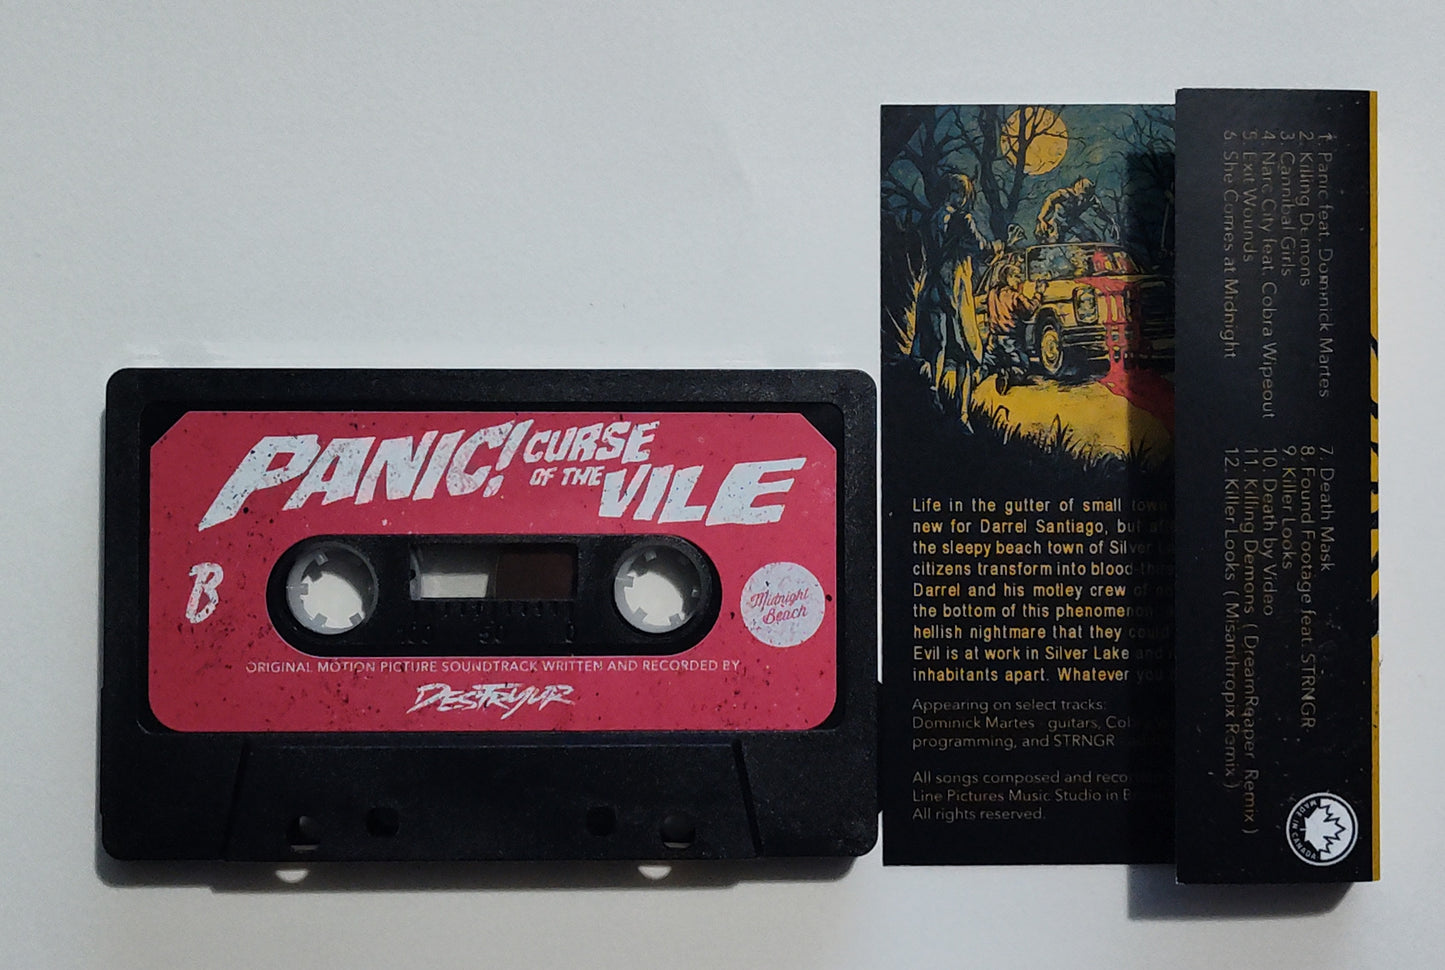 PANIC! CURSE
OF THE VILE
B
Midnight
Beach
100 50 0
ORIGINAL MOTION PICTURE SOUNDTRACK WRITTEN AND RECORDED BY
DESTRYUR
Life in the gutter of small town
new for Darrel Santiago, but
the sleepy beach town of Silver
citizens transform into blood
Darrel and his motley crew of
the bottom of this phenomenon
hellish nightmare that they could
Evil is at work in Silver Lake and
inhabitants apart. Whatever you
Appearing on select tracks:
Dominick Martes - guitars,
programming, and STRNGR
All songs composed and
Line Pictures Music Studio in
All rights reserved.
1. Panic feat. Dominick Martes
2. Killing Demons
3. Cannibal Girls
4. Narc City feat. Cobra Wipeout
5. Exit Wounds
6. She Comes at Midnight
7. Death Mask
8. Found Footage feat. STRNGR
9. Killer Looks
10. Death by Video
11. Killing Demons ( DreamReaper Remix )
12. Killer Looks ( Misanthropix Remix )
MADE IN CANADA